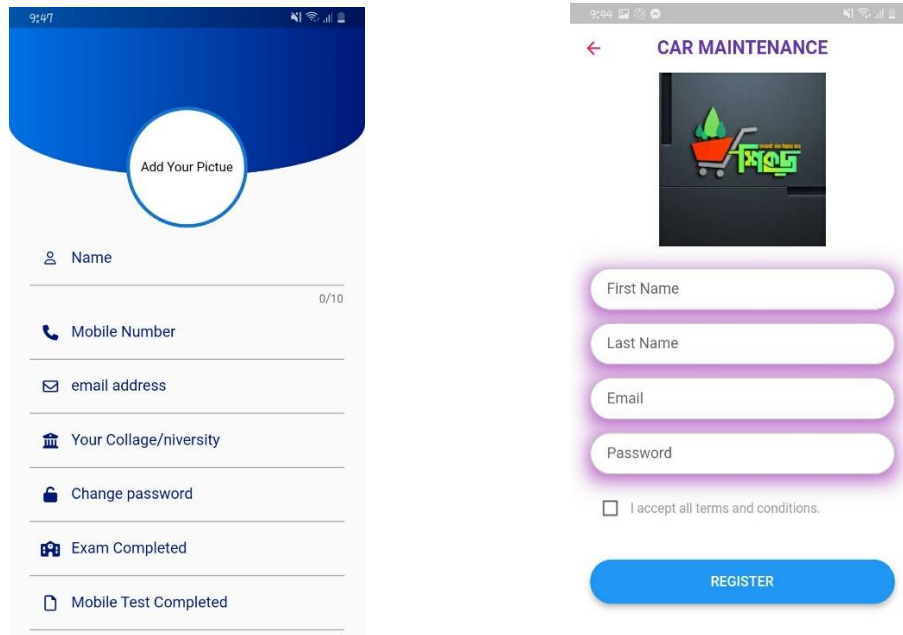 9:47
Add Your Pictue
Name
0/10
Mobile Number
email address
Your Collage/niversity
Change password
Exam Completed
Mobile Test Completed
9:44
CAR MAINTENANCE
শিকড়
First Name
Last Name
Email
Password
I accept all terms and conditions.
REGISTER